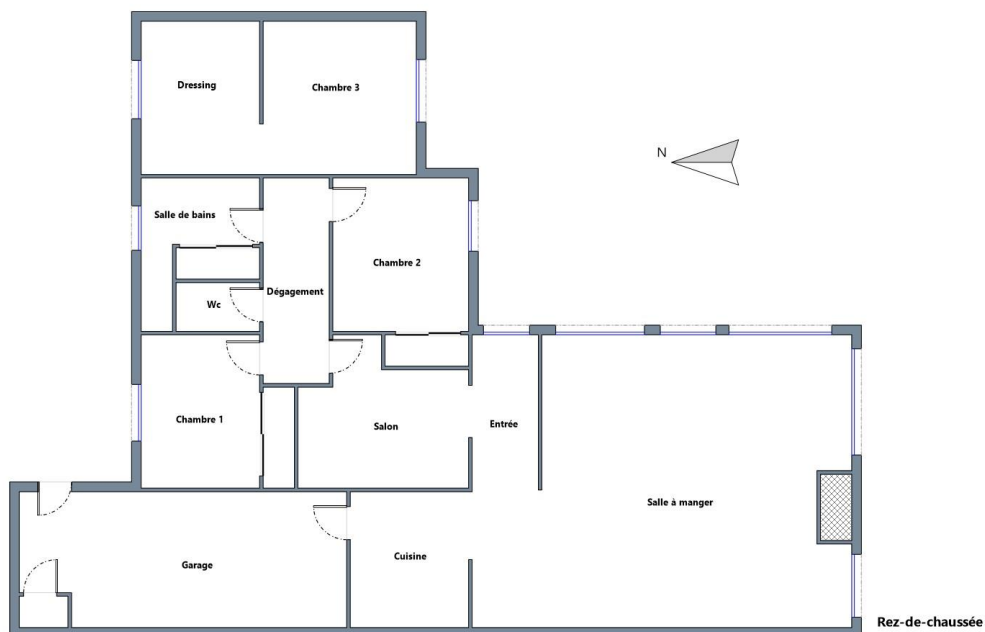 Dressing
Chambre 3
N
Salle de bains
Chambre 2
Dégagement
Wc
Chambre 1
Salon
Entrée
Salle à manger
Cuisine
Garage
Rez-de-chaussée